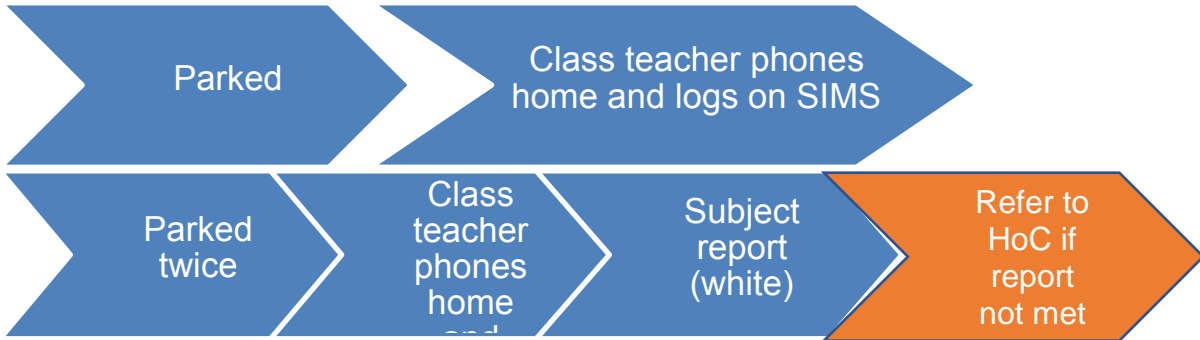 Parked
Class teacher phones
home and logs on SIMS
Parked
twice
Class
teacher
phones
home
and
Subject
report
(white)
Refer to
HoC if
report
not met